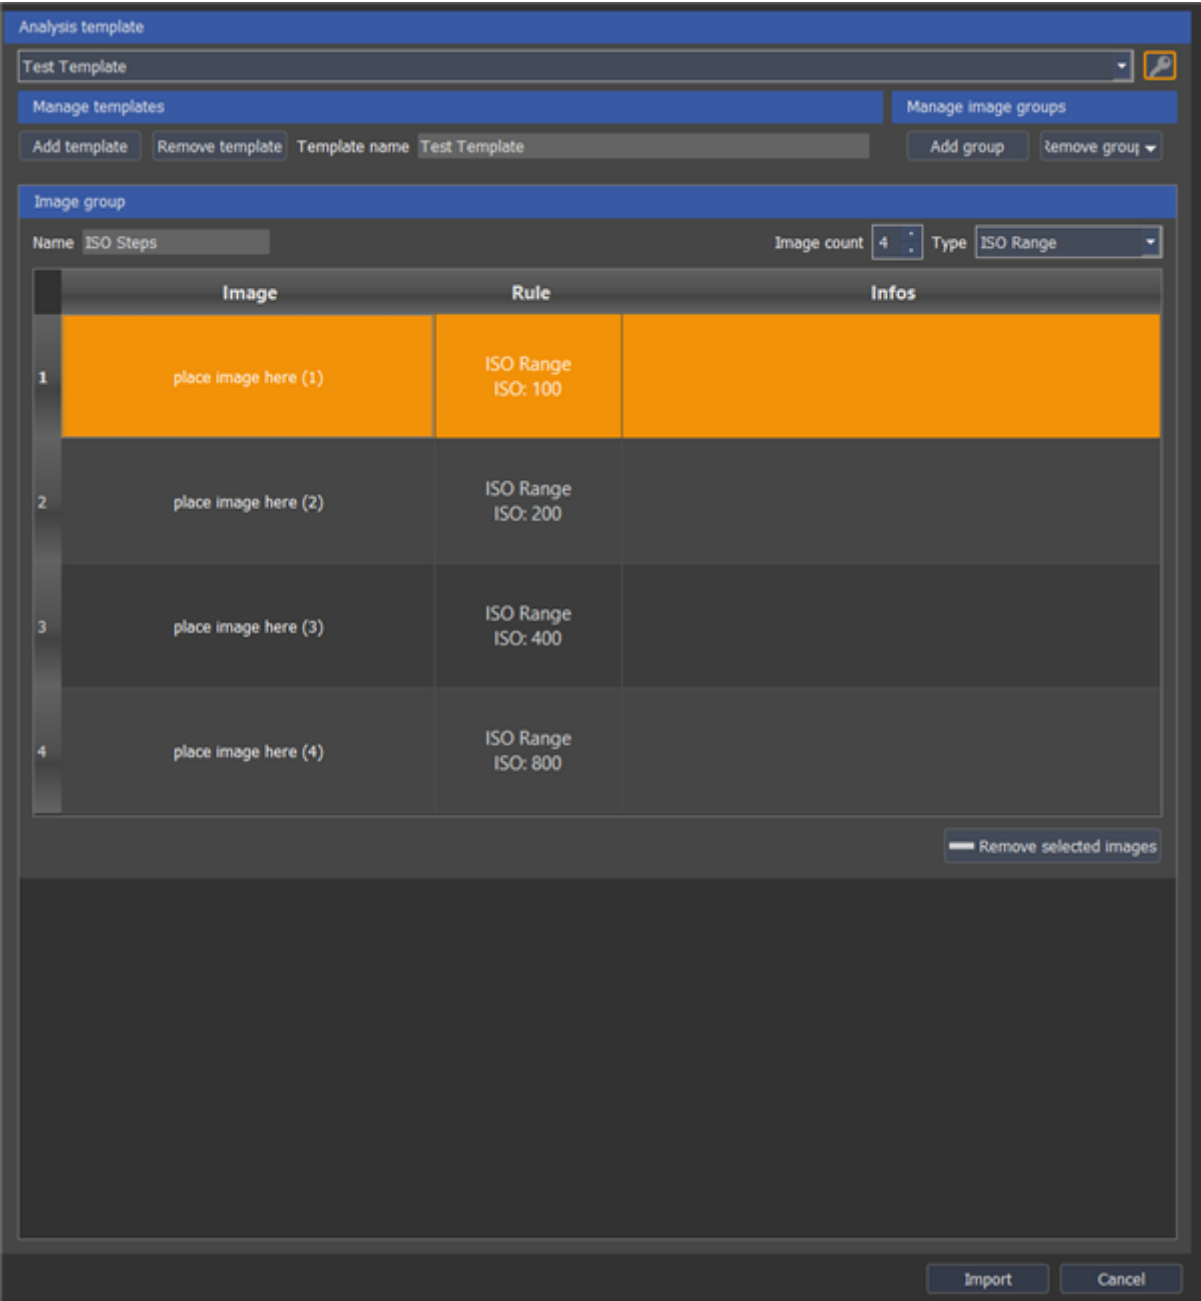 Analysis template
Test Template
Manage templates
Manage image groups
Add template Remove template Template name Test Template
Add group Remove group
Image group
Name ISO Steps
Image count 4 Type ISO Range
Image Rule Infos
1 place image here (1) ISO Range
ISO: 100
2 place image here (2) ISO Range
ISO: 200
3 place image here (3) ISO Range
ISO: 400
4 place image here (4) ISO Range
ISO: 800
Remove selected images
Import Cancel